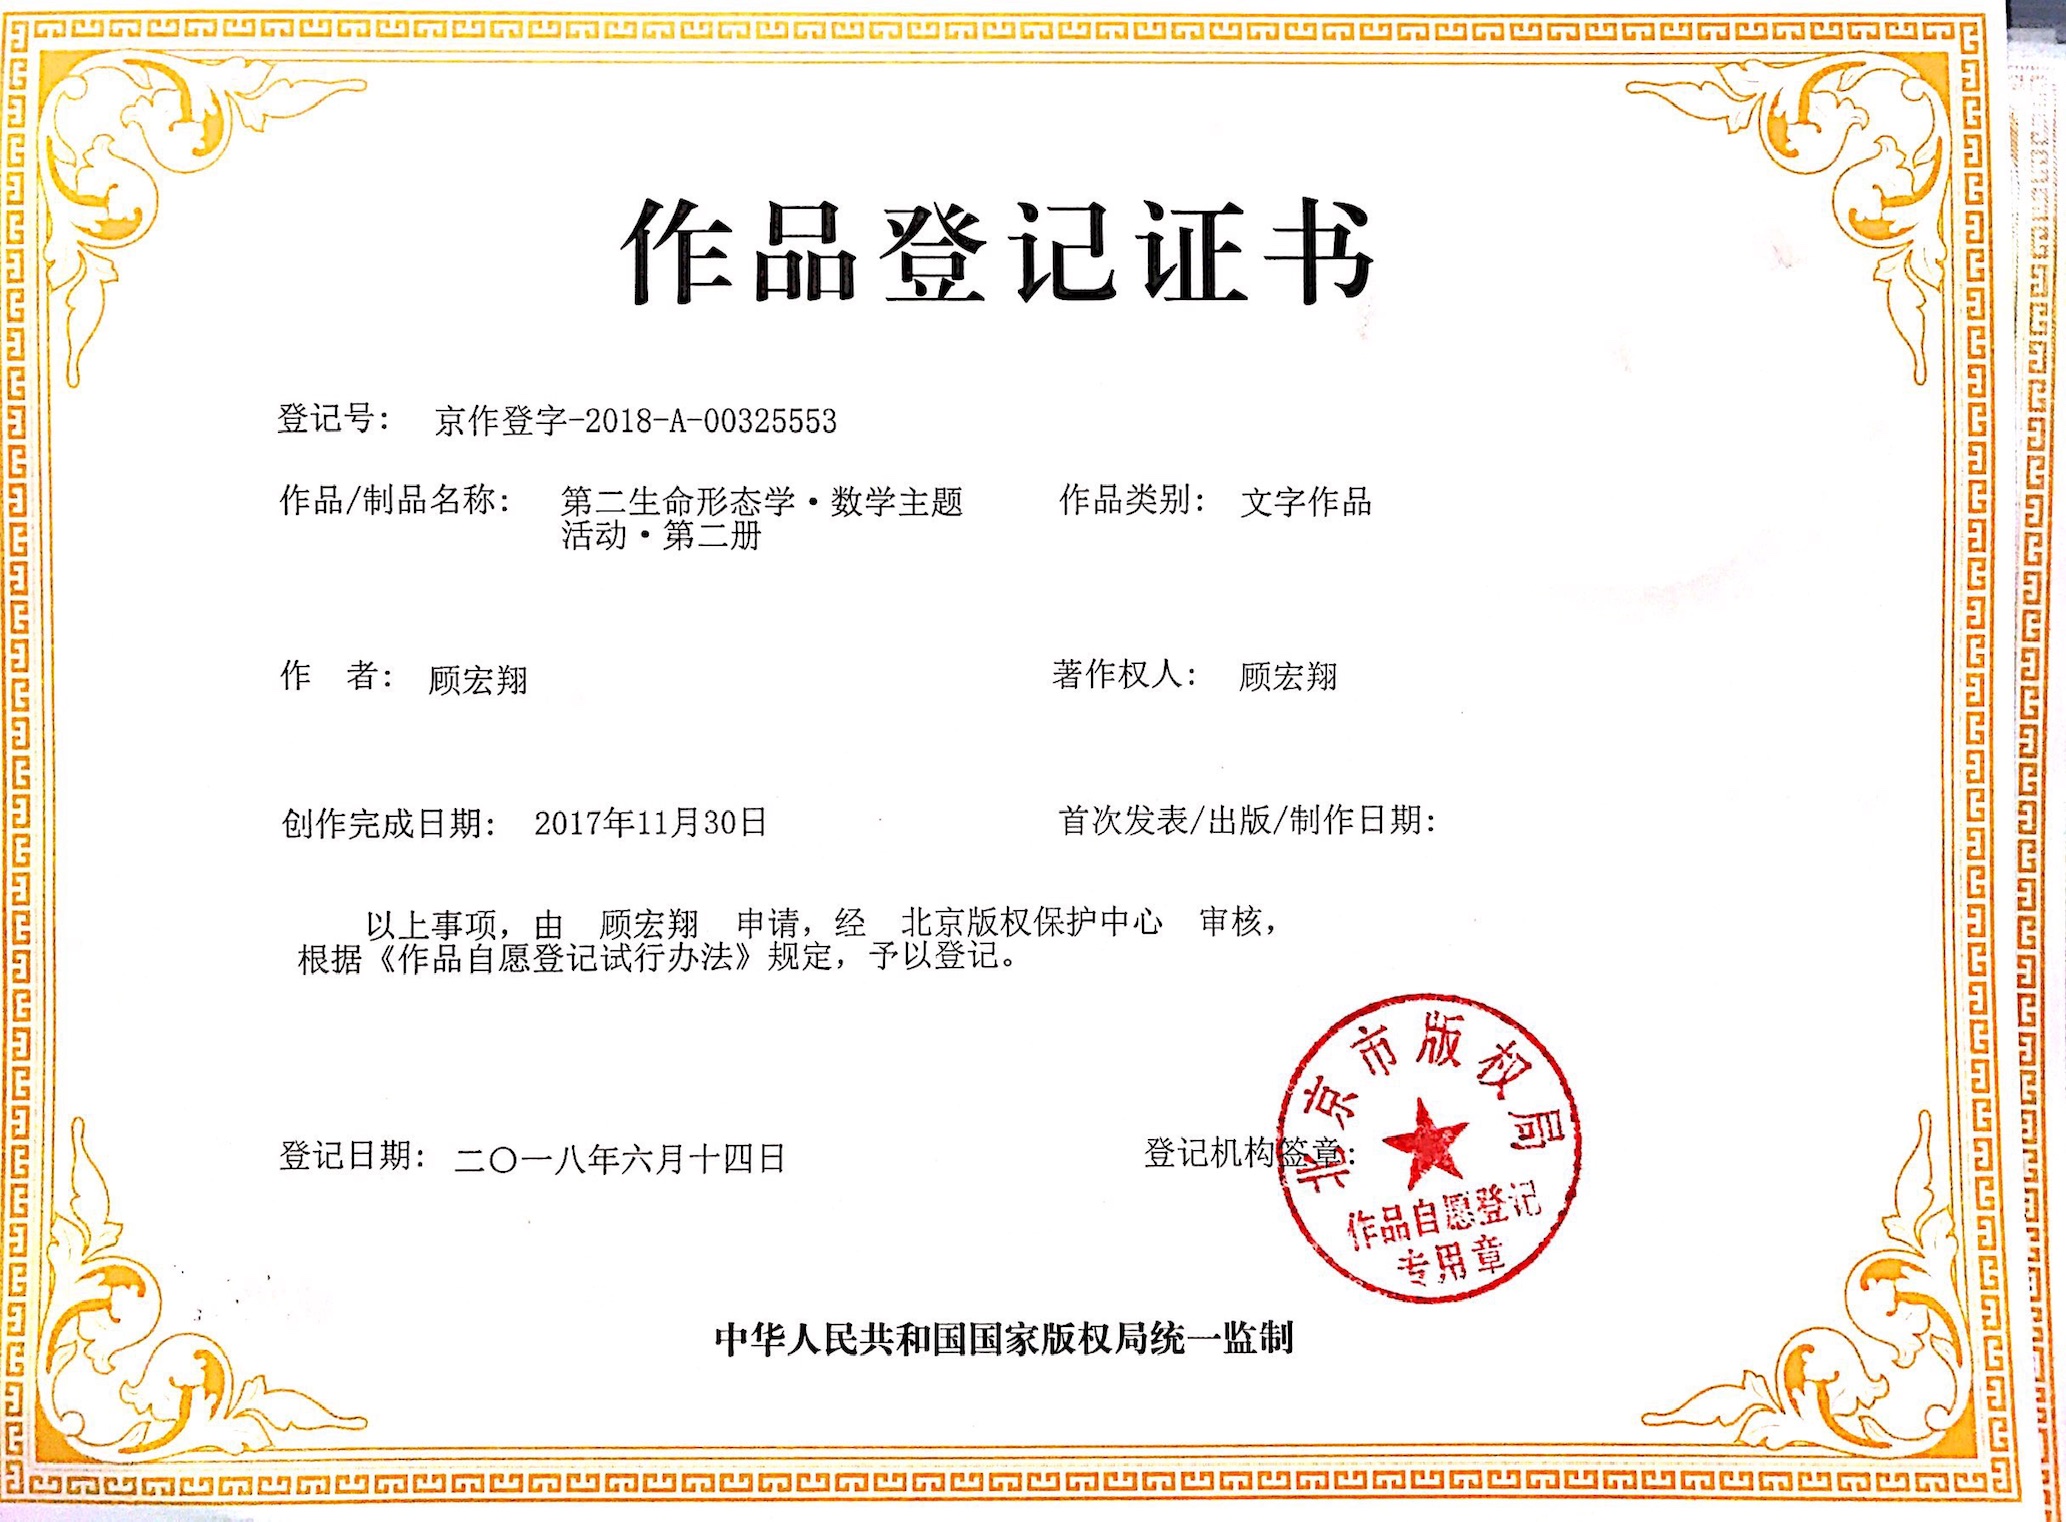 作品登记证书
登记号： 京作登字-2018-A-00325553
作品/制品名称： 第二生命形态学·数学主题 作品类别： 文字作品
活动·第二册
作 者： 顾宏翔 著作权人： 顾宏翔
创作完成日期： 2017年11月30日 首次发表/出版/制作日期：
以上事项，由 顾宏翔 申请，经 北京版权保护中心 审核，
根据《作品自愿登记试行办法》规定，予以登记。
登记日期： 二〇一八年六月十四日 登记机构签章：
北京市版权局
作品自愿登记
专用章
中华人民共和国国家版权局统一监制